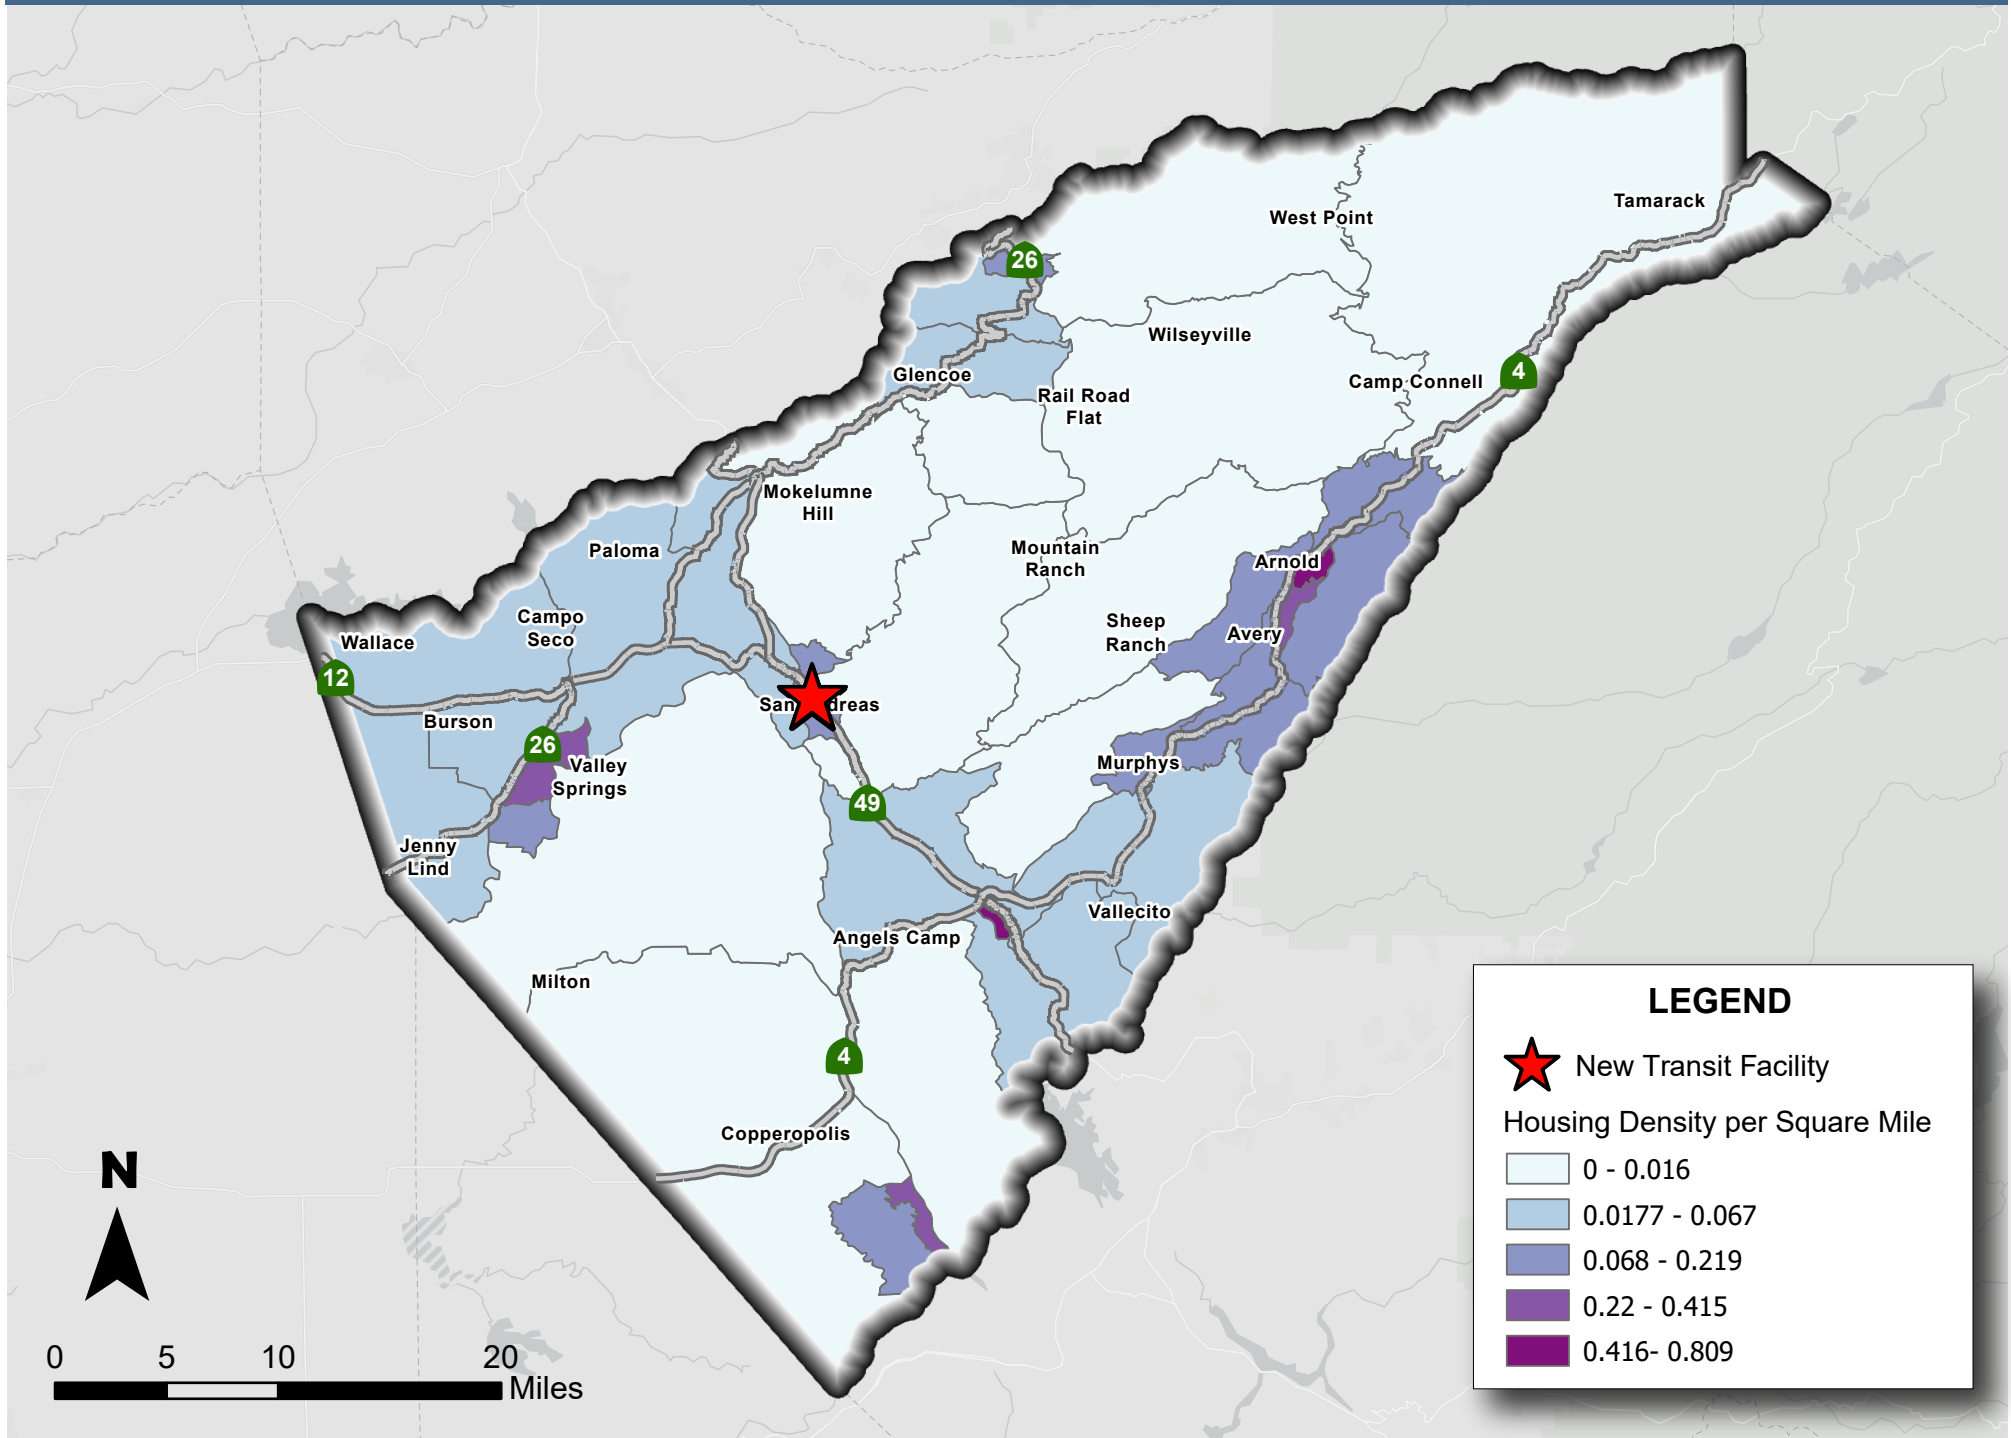 Tamarack
West Point
26
Wilseyville
4
Glencoe
Camp Connell
Rail Road
Flat
Mokelumne
Hill
Paloma
Mountain
Ranch
Arnold
Campo
Seco
Sheep
Ranch
Avery
Wallace
12
San
dreas
Burson
26
Valley
Springs
Murphys
49
Jenny
Lind
Vallecito
Angels Camp
Milton
4
Copperopolis
N
0 5 10 20
Miles
LEGEND
New Transit Facility
Housing Density per Square Mile
0 - 0.016
0.0177 - 0.067
0.068 - 0.219
0.22 - 0.415
0.416- 0.809